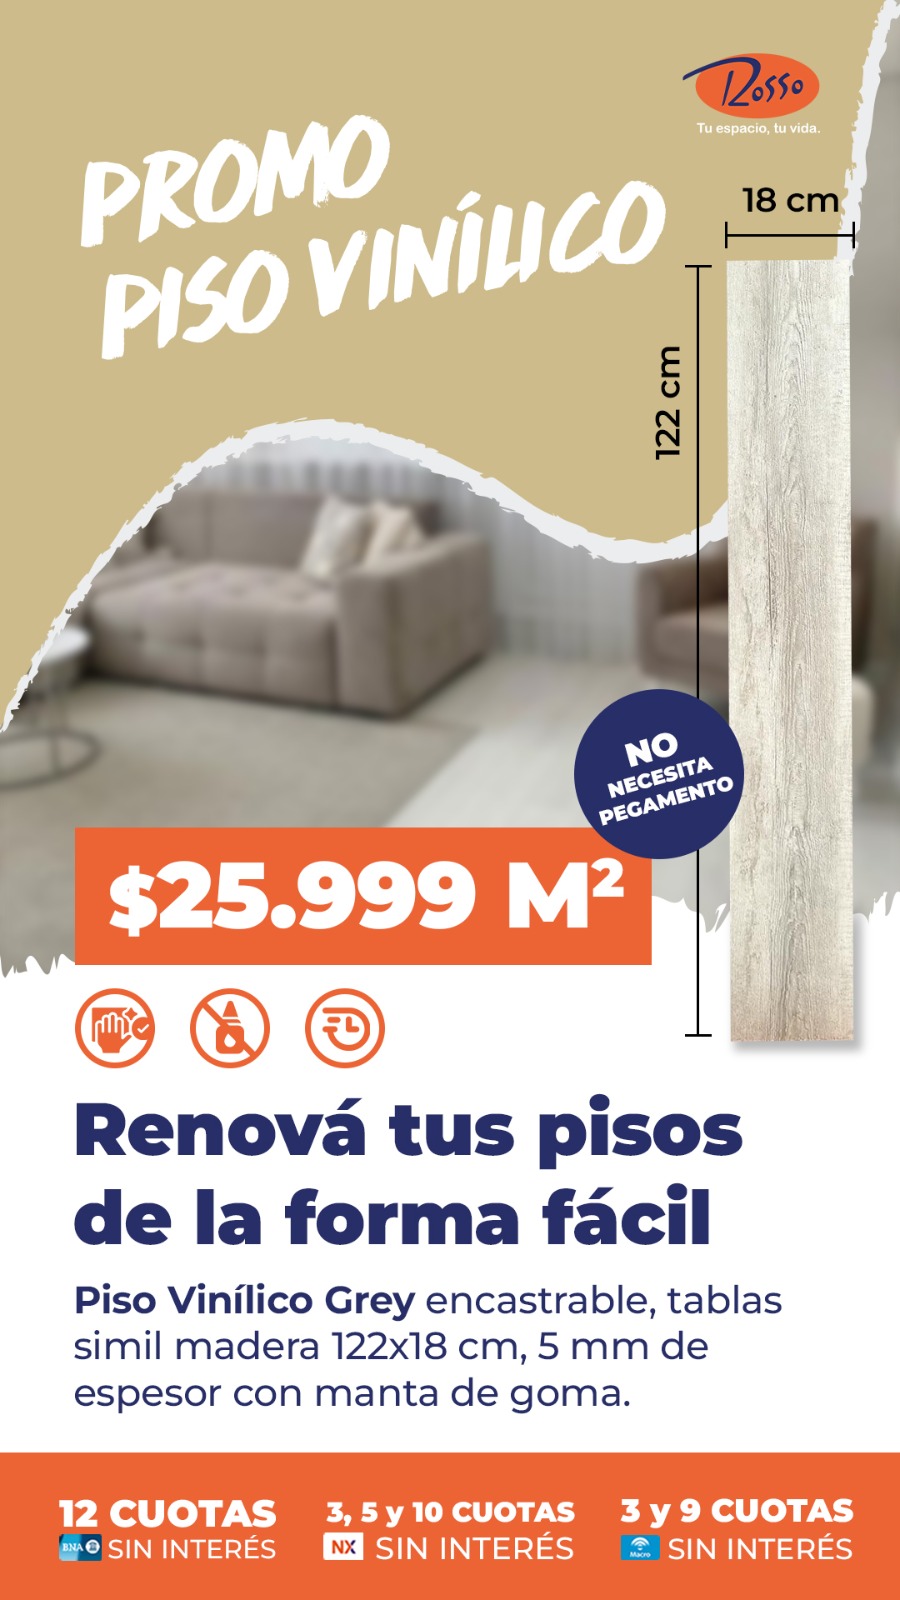 Rosso
Tu espacio, tu vida.
PROMO
PISO VINÍLICO
18 cm
122 cm
NO
NECESITA
PEGAMENTO
$25.999 M²
Renová tus pisos
de la forma fácil
Piso Vinílico Grey encastrable, tablas
simil madera 122x18 cm, 5 mm de
espesor con manta de goma.
12 CUOTAS
BNA SIN INTERÉS
3, 5 y 10 CUOTAS
NX SIN INTERÉS
3 y 9 CUOTAS
Macro SIN INTERÉS